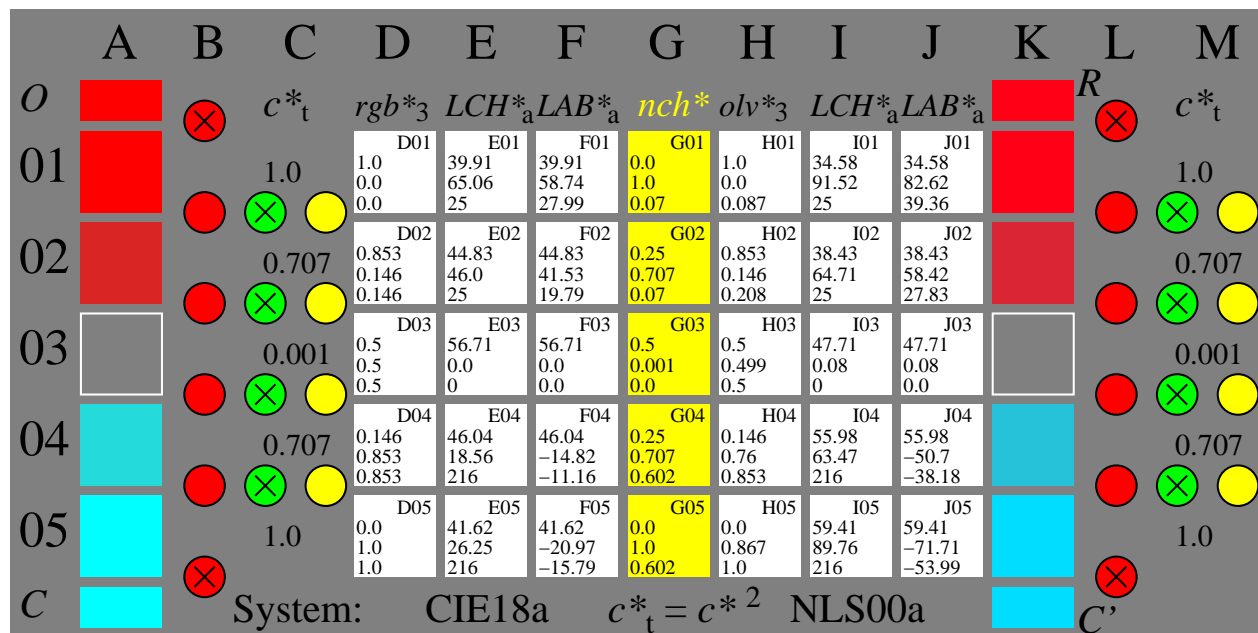 A B C D E F G H I J K L M
O c*t rgb*3 LCH*a LAB*a nch* olv*3 LCH*a LAB*a R c*t
01 1.0 1.0
D01 E01 F01 G01 H01 I01 J01
1.0 39.91 39.91 0.0 1.0 34.58 34.58
0.0 65.06 58.74 1.0 0.0 91.52 82.62
0.0 25 27.99 0.07 0.087 25 39.36
02 0.707 0.707
D02 E02 F02 G02 H02 I02 J02
0.853 44.83 44.83 0.25 0.853 38.43 38.43
0.146 46.0 41.53 0.707 0.146 64.71 58.42
0.146 25 19.79 0.07 0.208 25 27.83
03 0.001 0.001
D03 E03 F03 G03 H03 I03 J03
0.5 56.71 56.71 0.5 0.5 47.71 47.71
0.5 0.0 0.0 0.001 0.499 0.08 0.08
0.5 0 0.0 0.0 0.5 0 0.0
04 0.707 0.707
D04 E04 F04 G04 H04 I04 J04
0.146 46.04 46.04 0.25 0.146 55.98 55.98
0.853 18.56 −14.82 0.707 0.76 63.47 −50.7
0.853 216 −11.16 0.602 0.853 216 −38.18
05 1.0 1.0
D05 E05 F05 G05 H05 I05 J05
0.0 41.62 41.62 0.0 0.0 59.41 59.41
1.0 26.25 −20.97 1.0 0.867 89.76 −71.71
1.0 216 −15.79 0.602 1.0 216 −53.99
C System: CIE18a c*t = c* 2 NLS00a C'